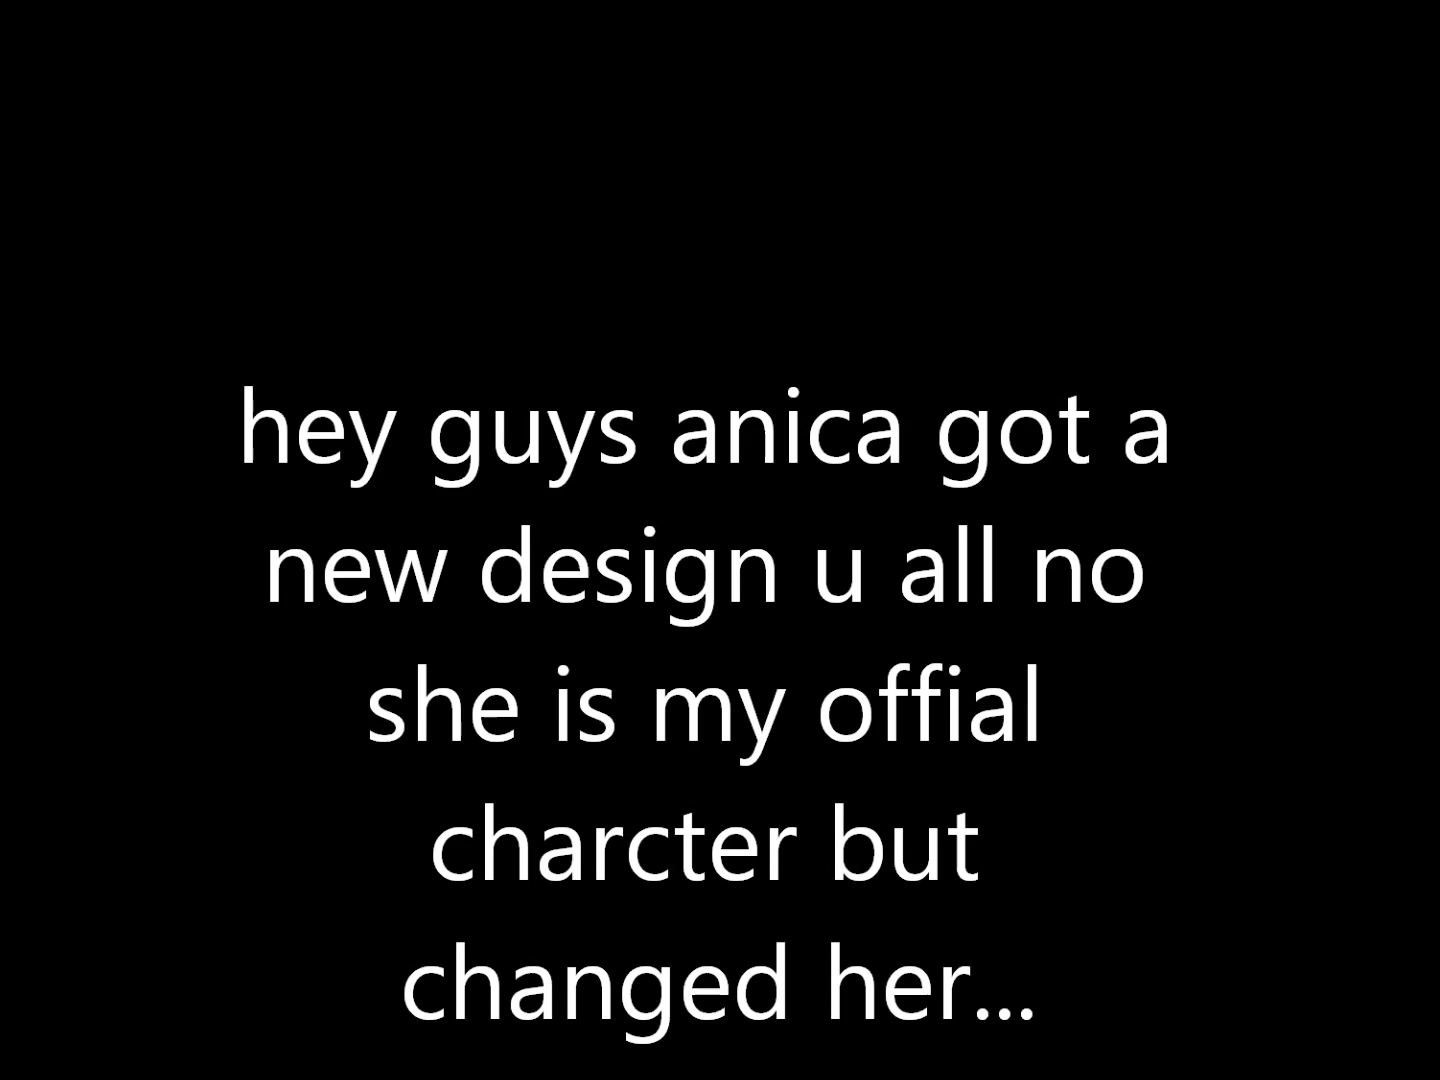 hey guys anica got a
new design u all no
she is my offial
charcter but
changed her...